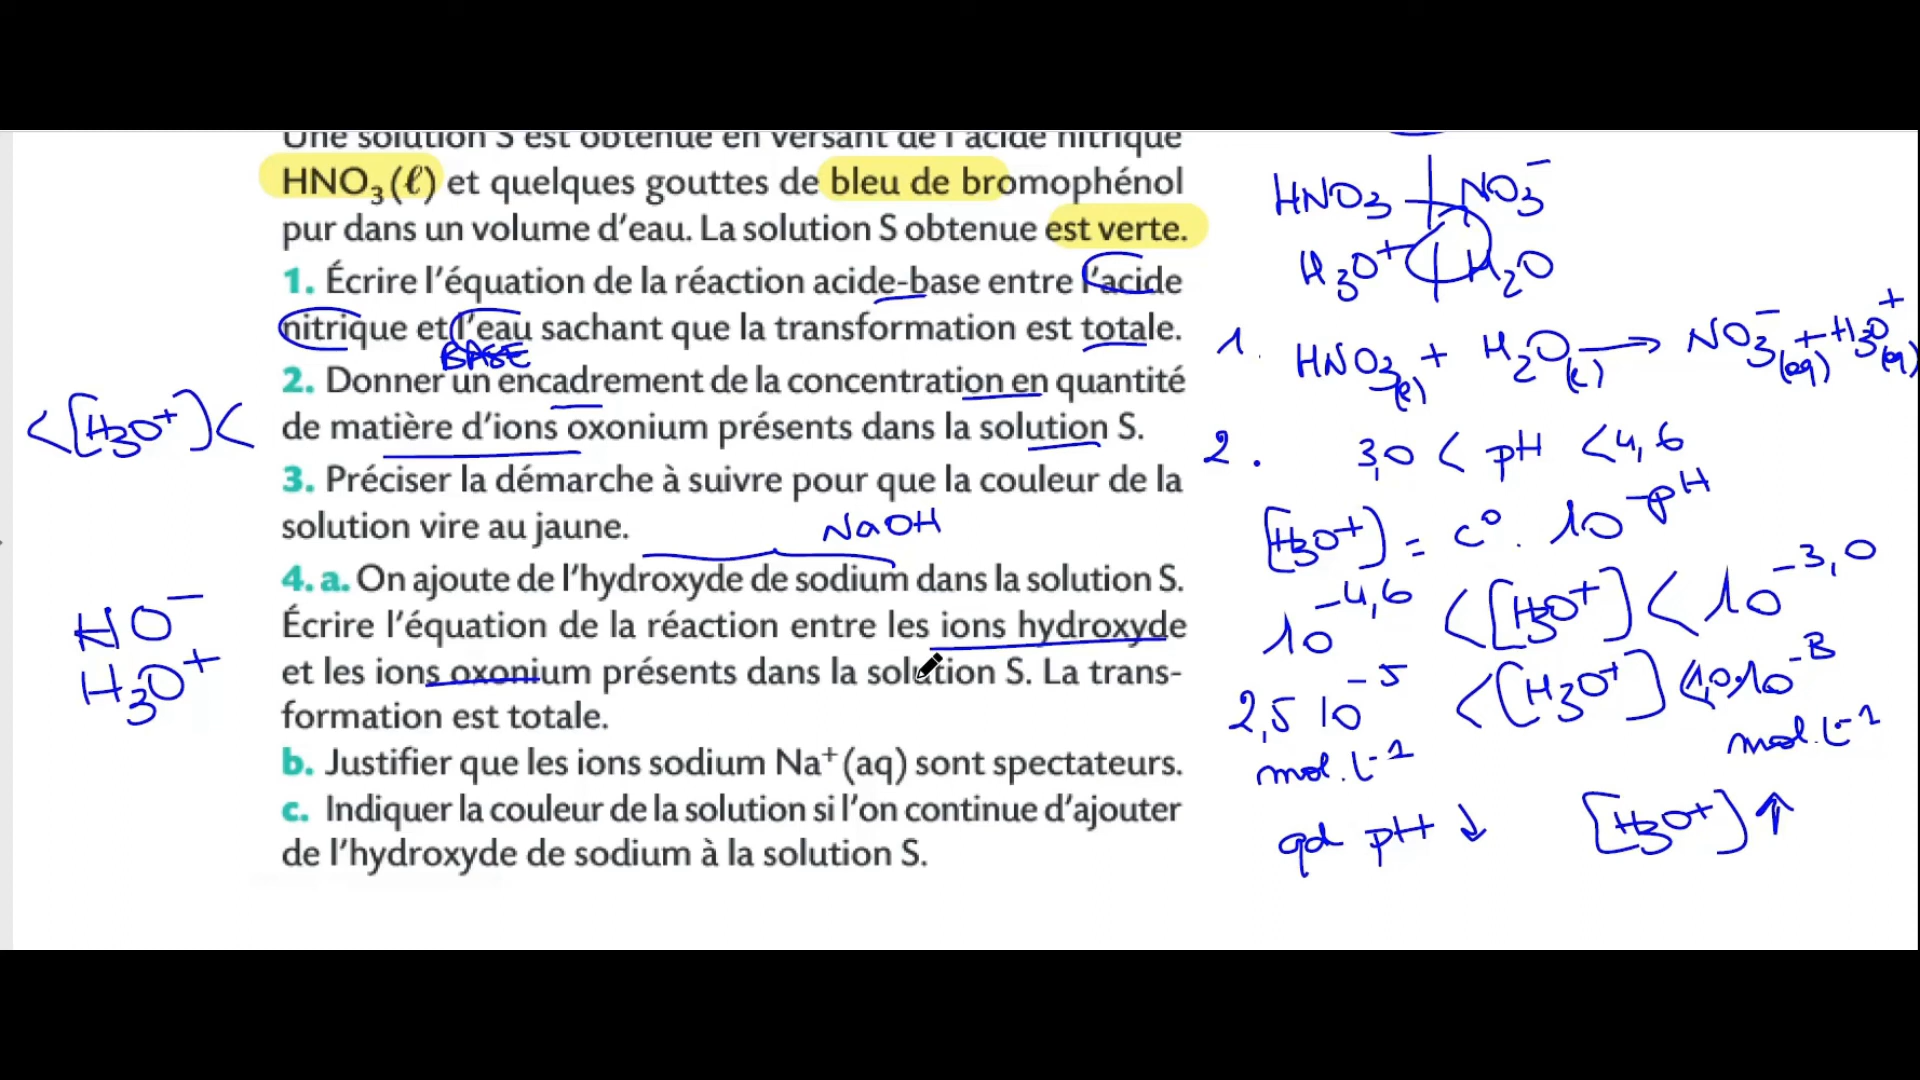 Une solution S est obtenue en versant de l'acide nitrique
HNO₃(ℓ) et quelques gouttes de bleu de bromophénol
pur dans un volume d'eau. La solution S obtenue est verte.
1. Écrire l'équation de la réaction acide-base entre l'acide
nitrique et l'eau sachant que la transformation est totale.
BASE
2. Donner un encadrement de la concentration en quantité
de matière d'ions oxonium présents dans la solution S.
3. Préciser la démarche à suivre pour que la couleur de la
solution vire au jaune.
NaOH
4. a. On ajoute de l'hydroxyde de sodium dans la solution S.
Écrire l'équation de la réaction entre les ions hydroxyde
et les ions oxonium présents dans la solution S. La trans-
formation est totale.
b. Justifier que les ions sodium Na⁺(aq) sont spectateurs.
c. Indiquer la couleur de la solution si l'on continue d'ajouter
de l'hydroxyde de sodium à la solution S.
< [H₃O⁺] <
HO⁻
H₃O⁺
HNO₃ | NO₃⁻
H₃O⁺ | H₂O
1. HNO₃(ℓ) + H₂O(ℓ) → NO₃⁻(aq) + H₃O⁺(aq)
2. 3,0 < pH < 4,6
[H₃O⁺] = c⁰ . 10⁻ᵖᴴ
10⁻⁴,⁶ < [H₃O⁺] < 10⁻³,⁰
2,5 10⁻⁵ < [H₃O⁺] < 1,0.10⁻³
mol.L⁻¹ mol.L⁻¹
qd pH ↓ [H₃O⁺] ↑